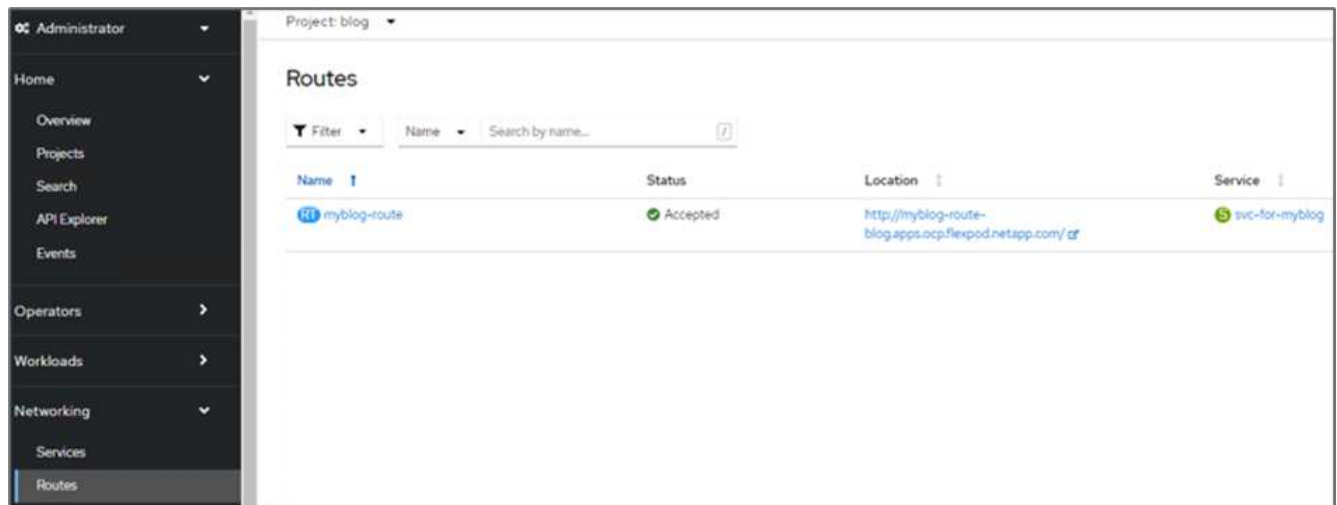 Administrator
Home
Overview
Projects
Search
API Explorer
Events
Operators
Workloads
Networking
Services
Routes
Project: blog
Routes
Filter
Name
Search by name...
/
Name
Status
Location
Service
RT myblog-route
Accepted
http://myblog-route-
blog.apps.ocp.flexpod.netapp.com/
S svc-for-myblog